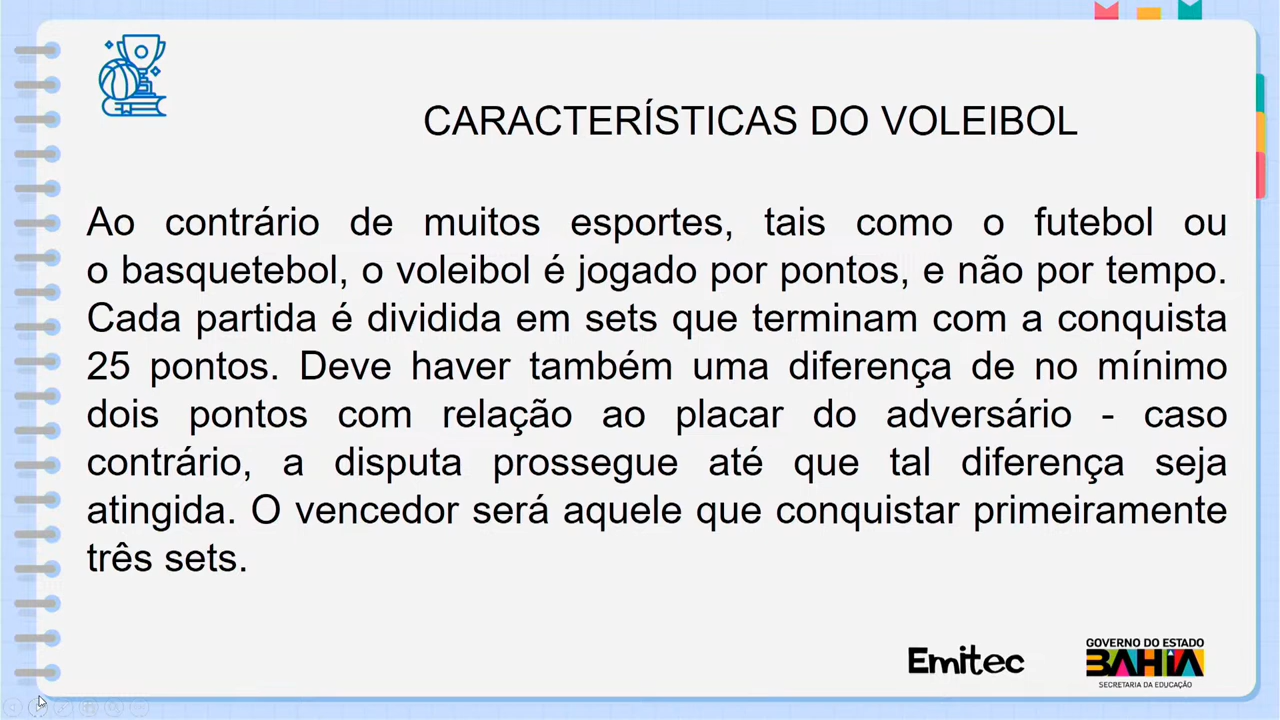 CARACTERÍSTICAS DO VOLEIBOL
Ao contrário de muitos esportes, tais como o futebol ou
o basquetebol, o voleibol é jogado por pontos, e não por tempo.
Cada partida é dividida em sets que terminam com a conquista
25 pontos. Deve haver também uma diferença de no mínimo
dois pontos com relação ao placar do adversário - caso
contrário, a disputa prossegue até que tal diferença seja
atingida. O vencedor será aquele que conquistar primeiramente
três sets.
Emitec
GOVERNO DO ESTADO
BAHIA
SECRETARIA DA EDUCAÇÃO